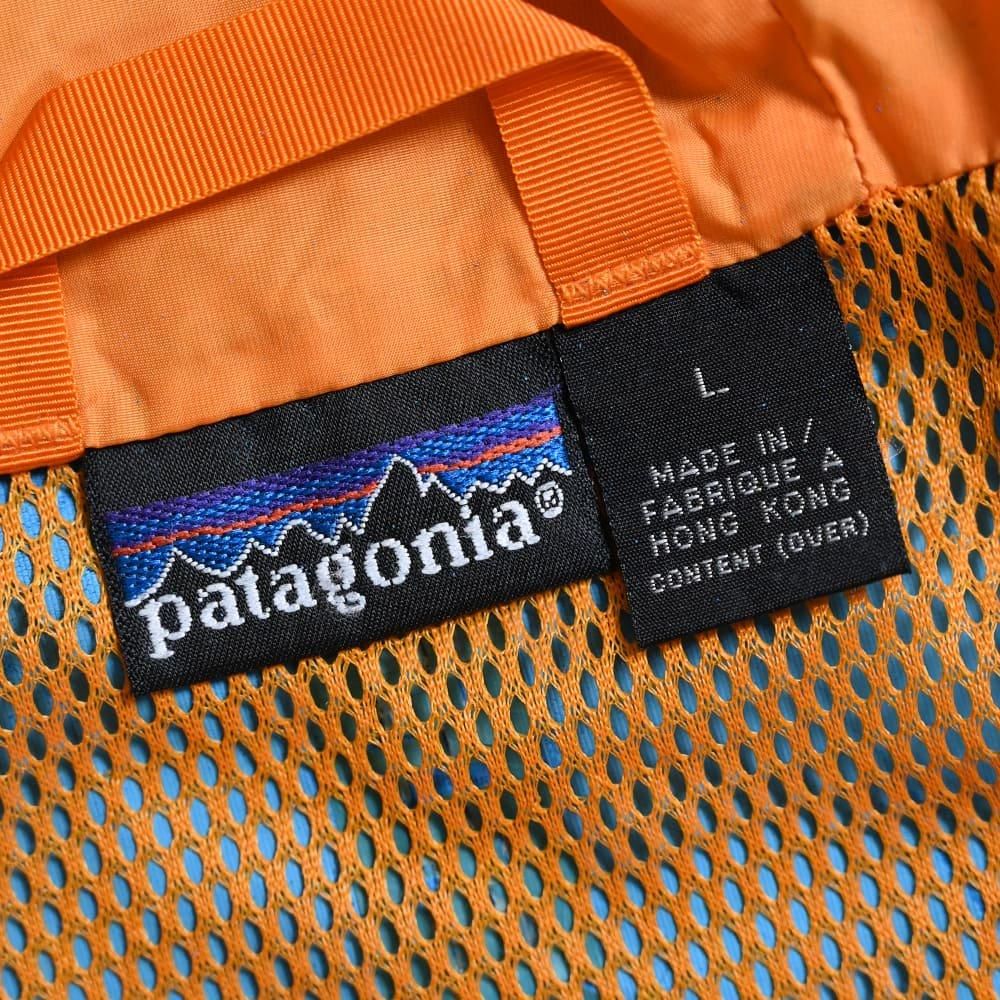 patagonia®
L
MADE IN /
FABRIQUE A
HONG KONG
CONTENT (OVER)